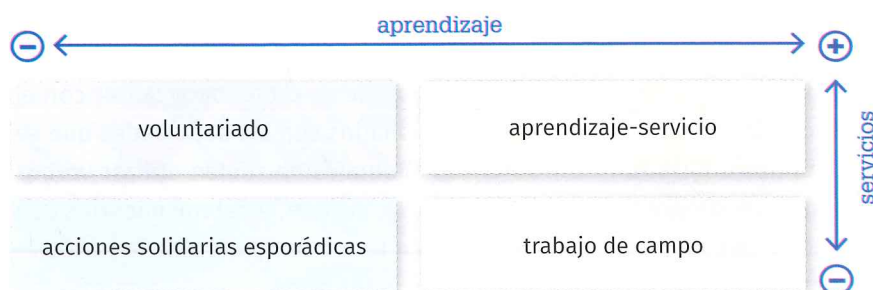 aprendizaje
voluntariado
aprendizaje-servicio
servicios
acciones solidarias esporádicas
trabajo de campo